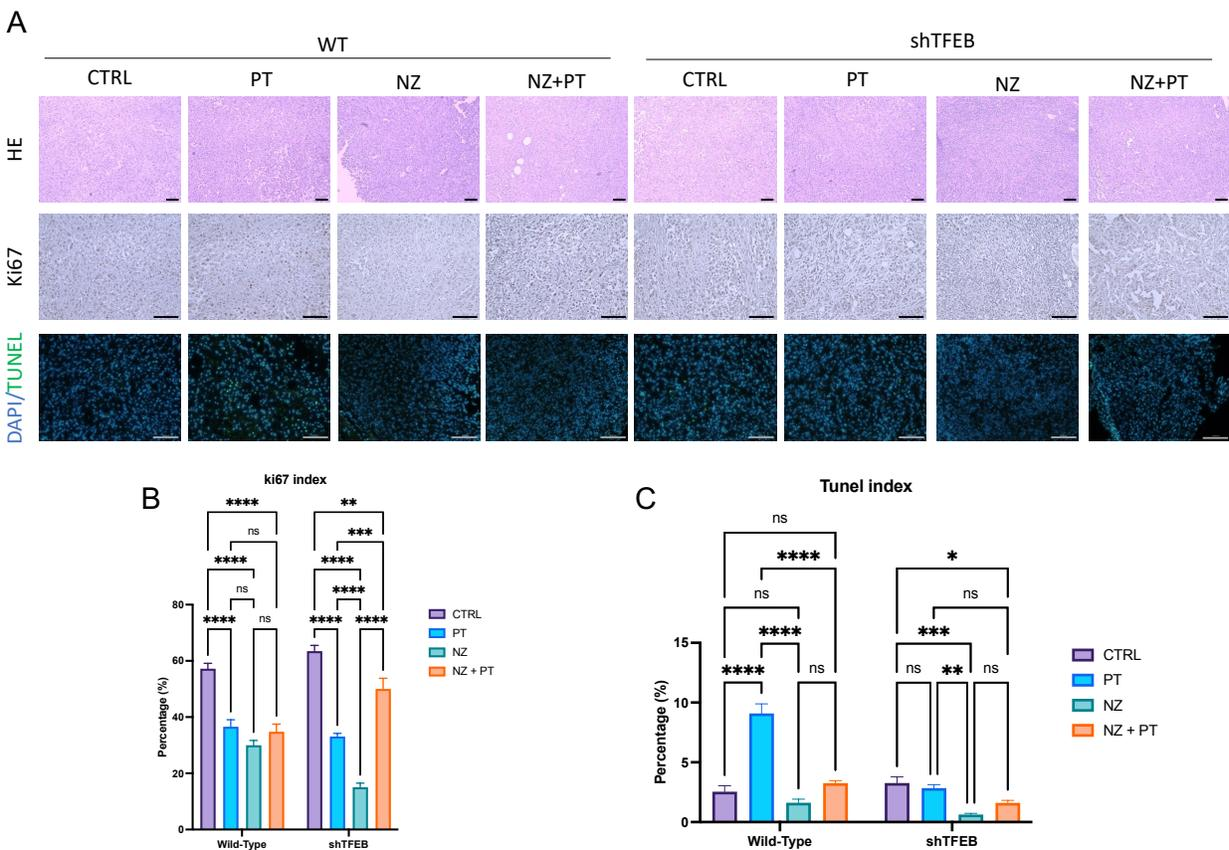 A
WT
shTFEB
CTRL PT NZ NZ+PT CTRL PT NZ NZ+PT
HE
Ki67
DAPI/TUNEL
B
ki67 index
**** **
ns ***
**** ****
ns ****
**** ns **** ****
80
60
40
20
0
Percentage (%)
Wild-Type shTFEB
CTRL
PT
NZ
NZ + PT
C
Tunel index
ns
**** *
ns ns
**** ***
**** ns ns ** ns
15
10
5
0
Percentage (%)
Wild-Type shTFEB
CTRL
PT
NZ
NZ + PT